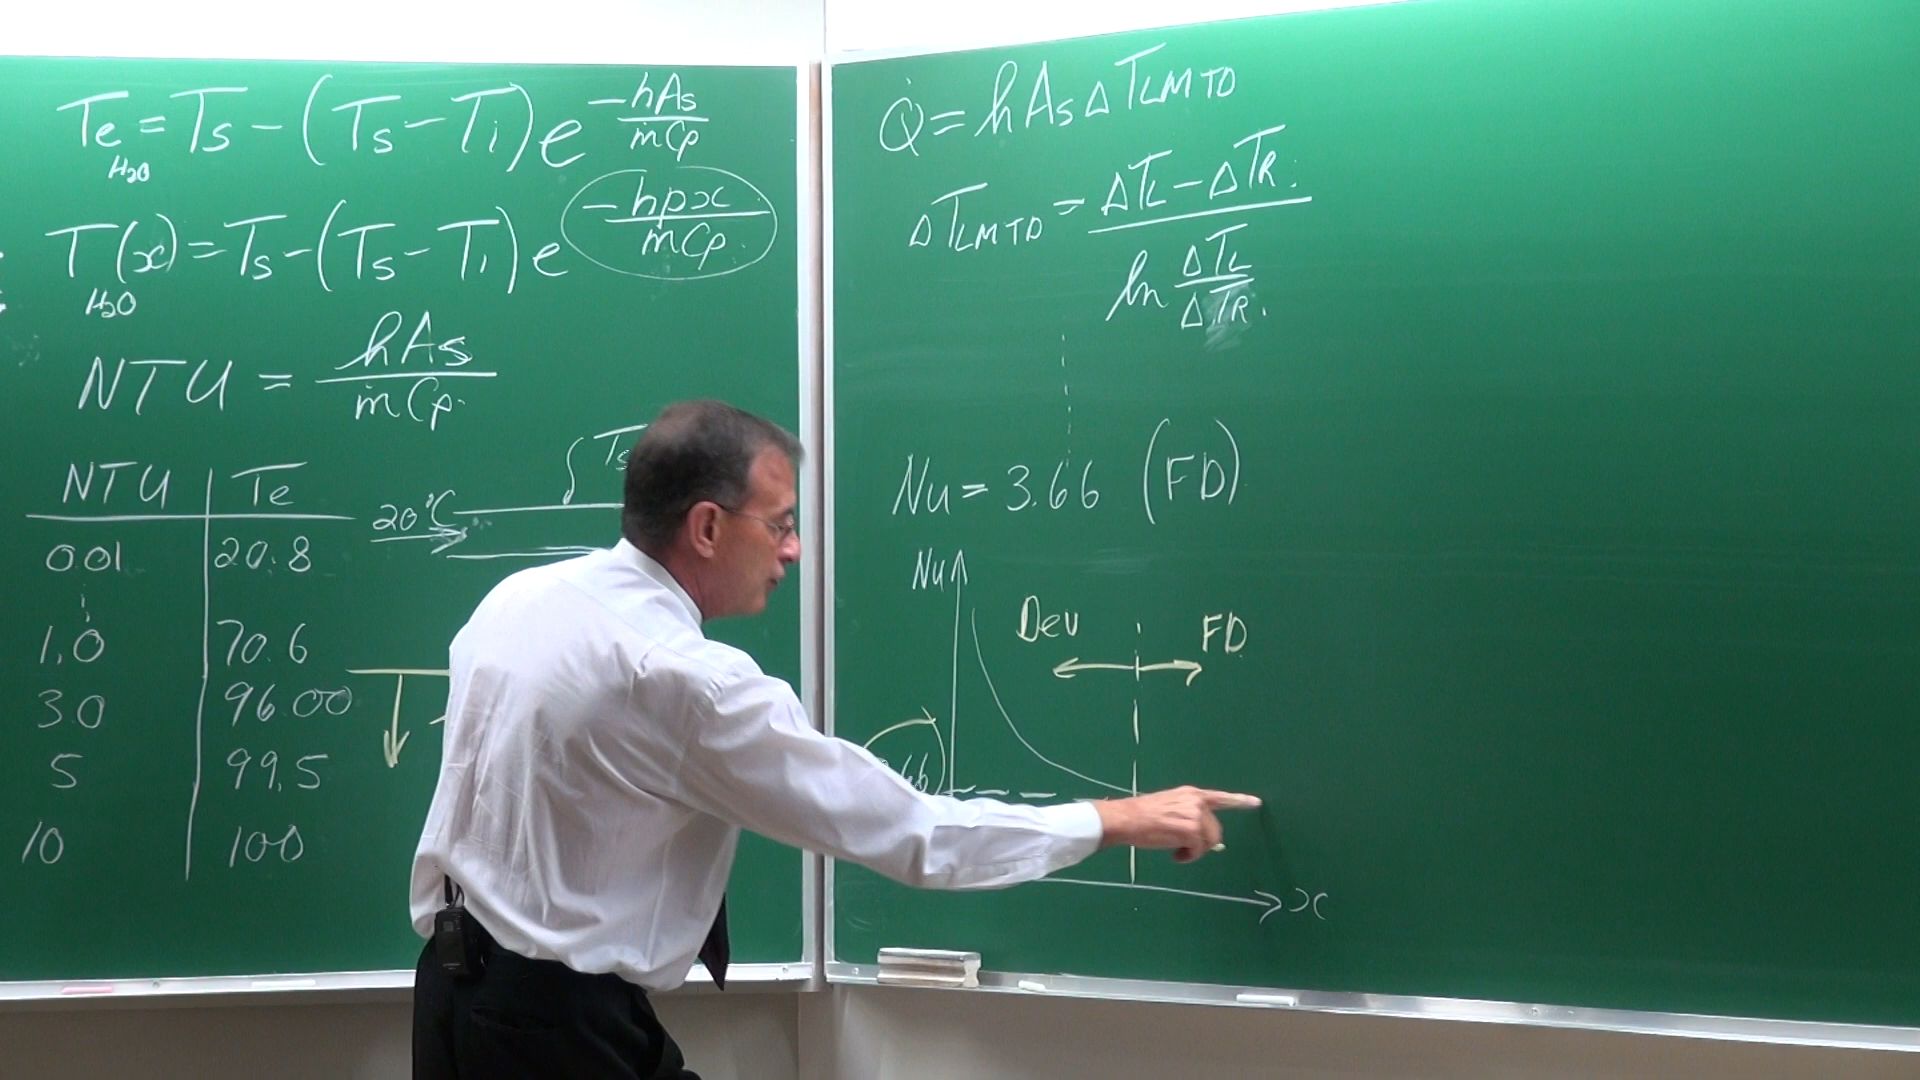 Te = Ts - (Ts - Ti) e -hAs/ṁCp
H2O
T(x) = Ts - (Ts - Ti) e -hpx/ṁCp
H2O
NTU = hAs/ṁCp
NTU | Te
0.01 | 20.8
1.0 | 70.6
3.0 | 96.00
5 | 99.5
10 | 100
20°C
Ts
T
Q̇ = hAs ΔTLMTD
ΔTLMTD = ΔTL - ΔTR / ln ΔTL/ΔTR
Nu = 3.66 (FD)
Nu
Dev
FD
x